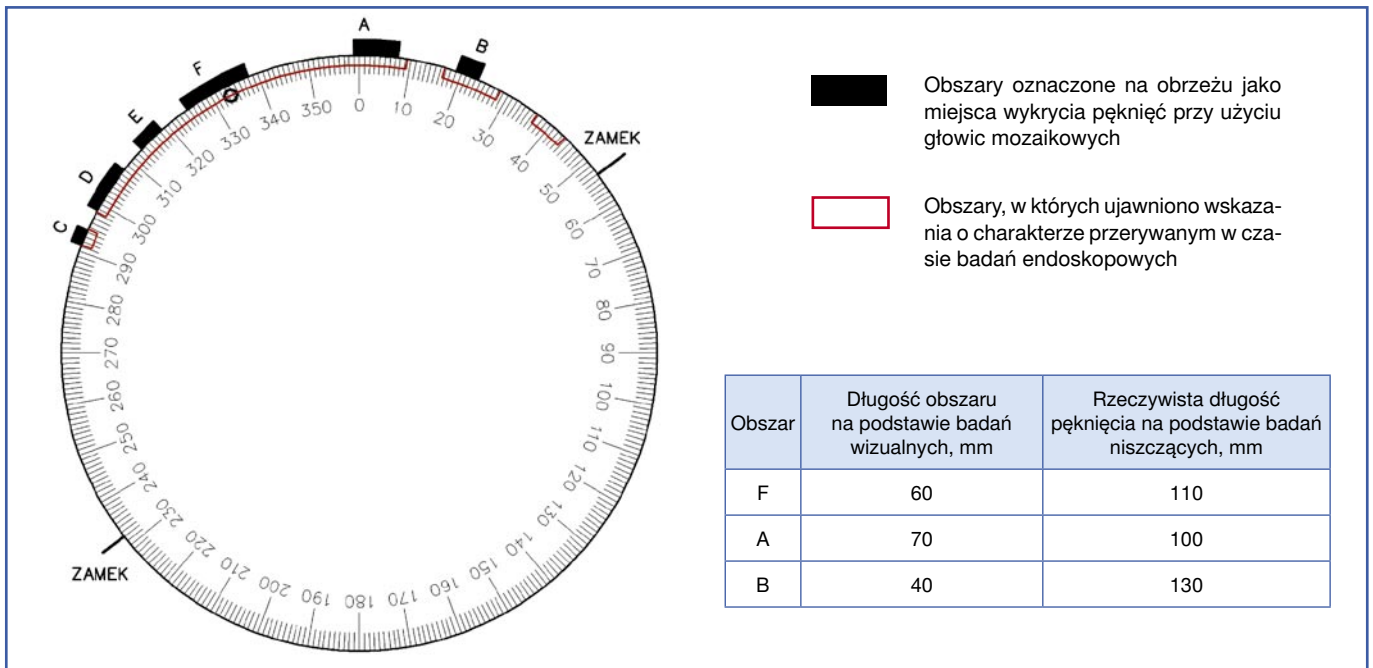 A
B
F
E
D
C
ZAMEK
ZAMEK
0
10
20
30
40
50
60
70
80
90
100
110
120
130
140
150
160
170
180
190
200
210
220
230
240
250
260
270
280
290
300
310
320
330
340
350
Obszary oznaczone na obrzeżu jako
miejsca wykrycia pęknięć przy użyciu
głowic mozaikowych
Obszary, w których ujawniono wskaza-
nia o charakterze przerywanym w cza-
sie badań endoskopowych
Obszar
Długość obszaru
na podstawie badań
wizualnych, mm
Rzeczywista długość
pęknięcia na podstawie badań
niszczących, mm
F 60 110
A 70 100
B 40 130